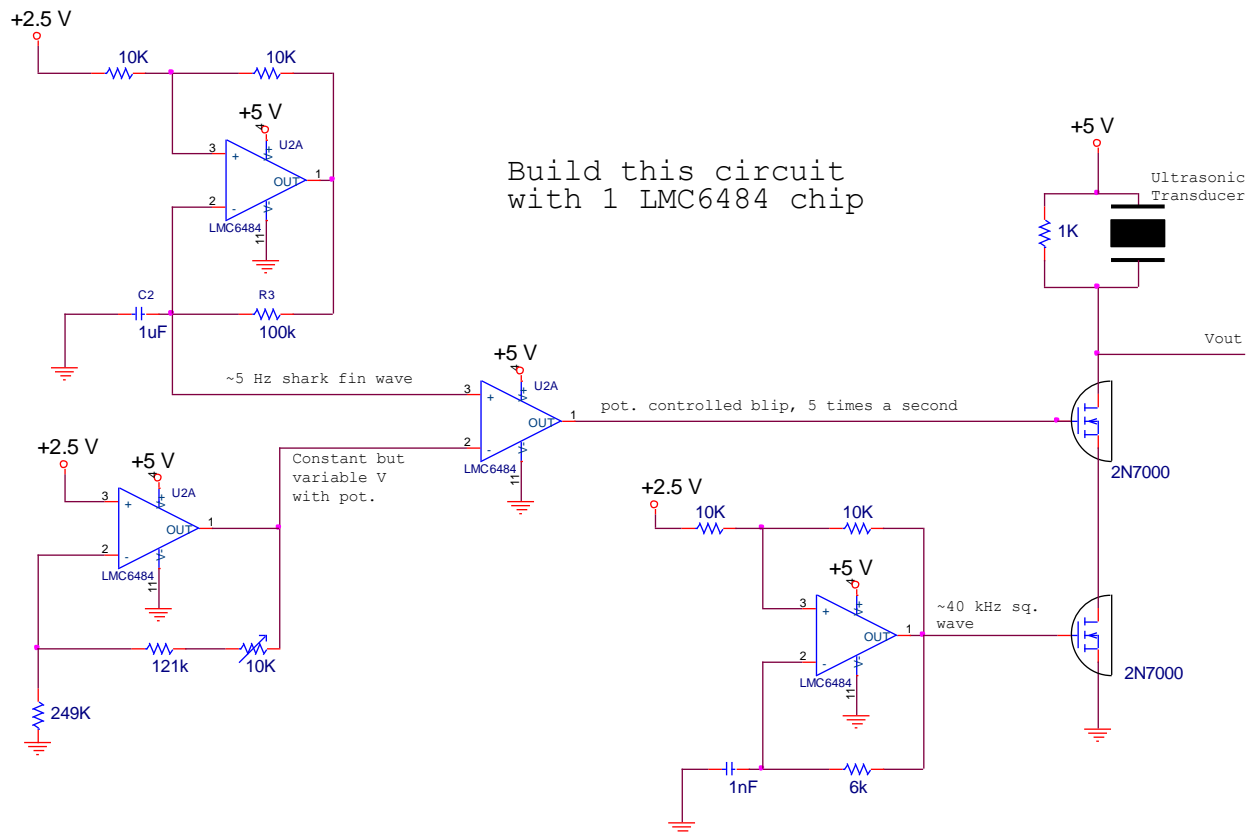 +2.5 V
10K
10K
+5 V
4
U2A
V+
3
+
OUT
1
2
-
V-
LMC6484
11
Build this circuit
with 1 LMC6484 chip
C2
1uF
R3
100k
~5 Hz shark fin wave
+5 V
4
U2A
V+
3
+
OUT
1
2
-
V-
LMC6484
11
pot. controlled blip, 5 times a second
+5 V
Ultrasonic
Transducer
1K
Vout
2N7000
+2.5 V
+5 V
4
U2A
V+
3
+
OUT
1
2
-
V-
LMC6484
11
Constant but
variable V
with pot.
121k
10K
249K
+2.5 V
10K
10K
+5 V
4
V+
3
+
OUT
1
2
-
V-
LMC6484
11
~40 kHz sq.
wave
2N7000
1nF
6k